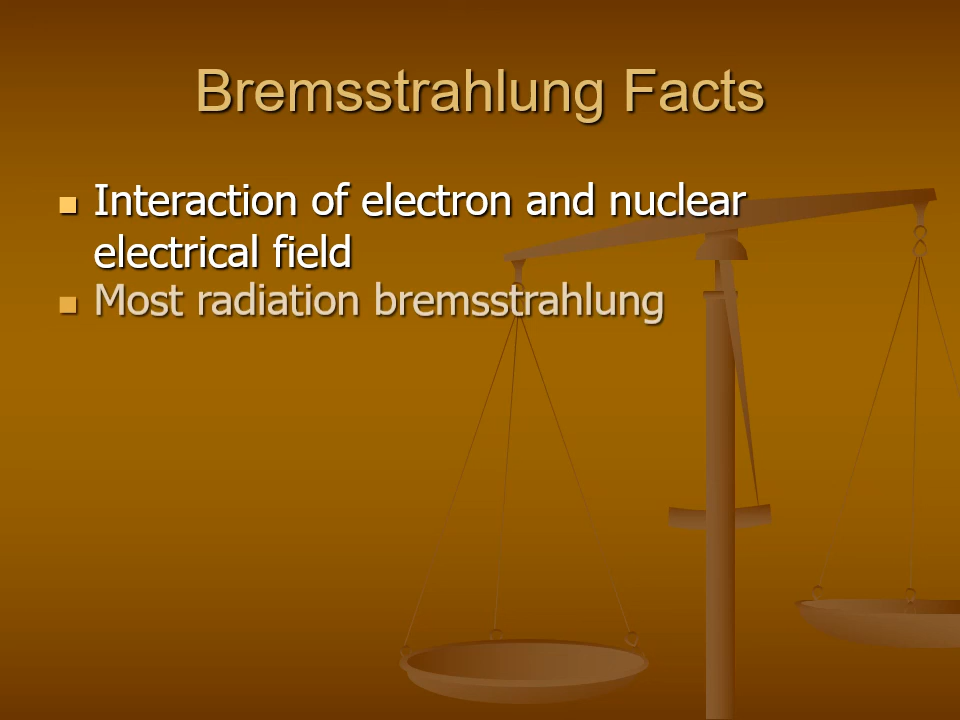 Bremsstrahlung Facts
Interaction of electron and nuclear
electrical field
Most radiation bremsstrahlung